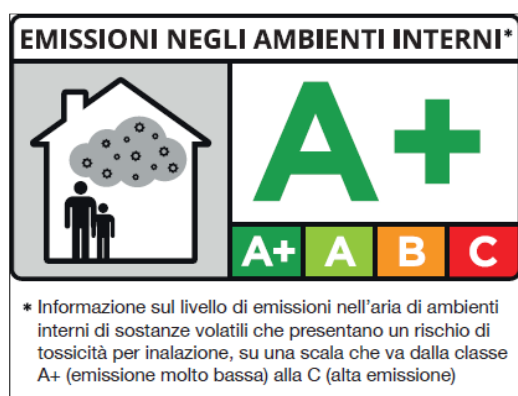 EMISSIONI NEGLI AMBIENTI INTERNI*
A+
A+ A B C
* Informazione sul livello di emissioni nell'aria di ambienti
interni di sostanze volatili che presentano un rischio di
tossicità per inalazione, su una scala che va dalla classe
A+ (emissione molto bassa) alla C (alta emissione)